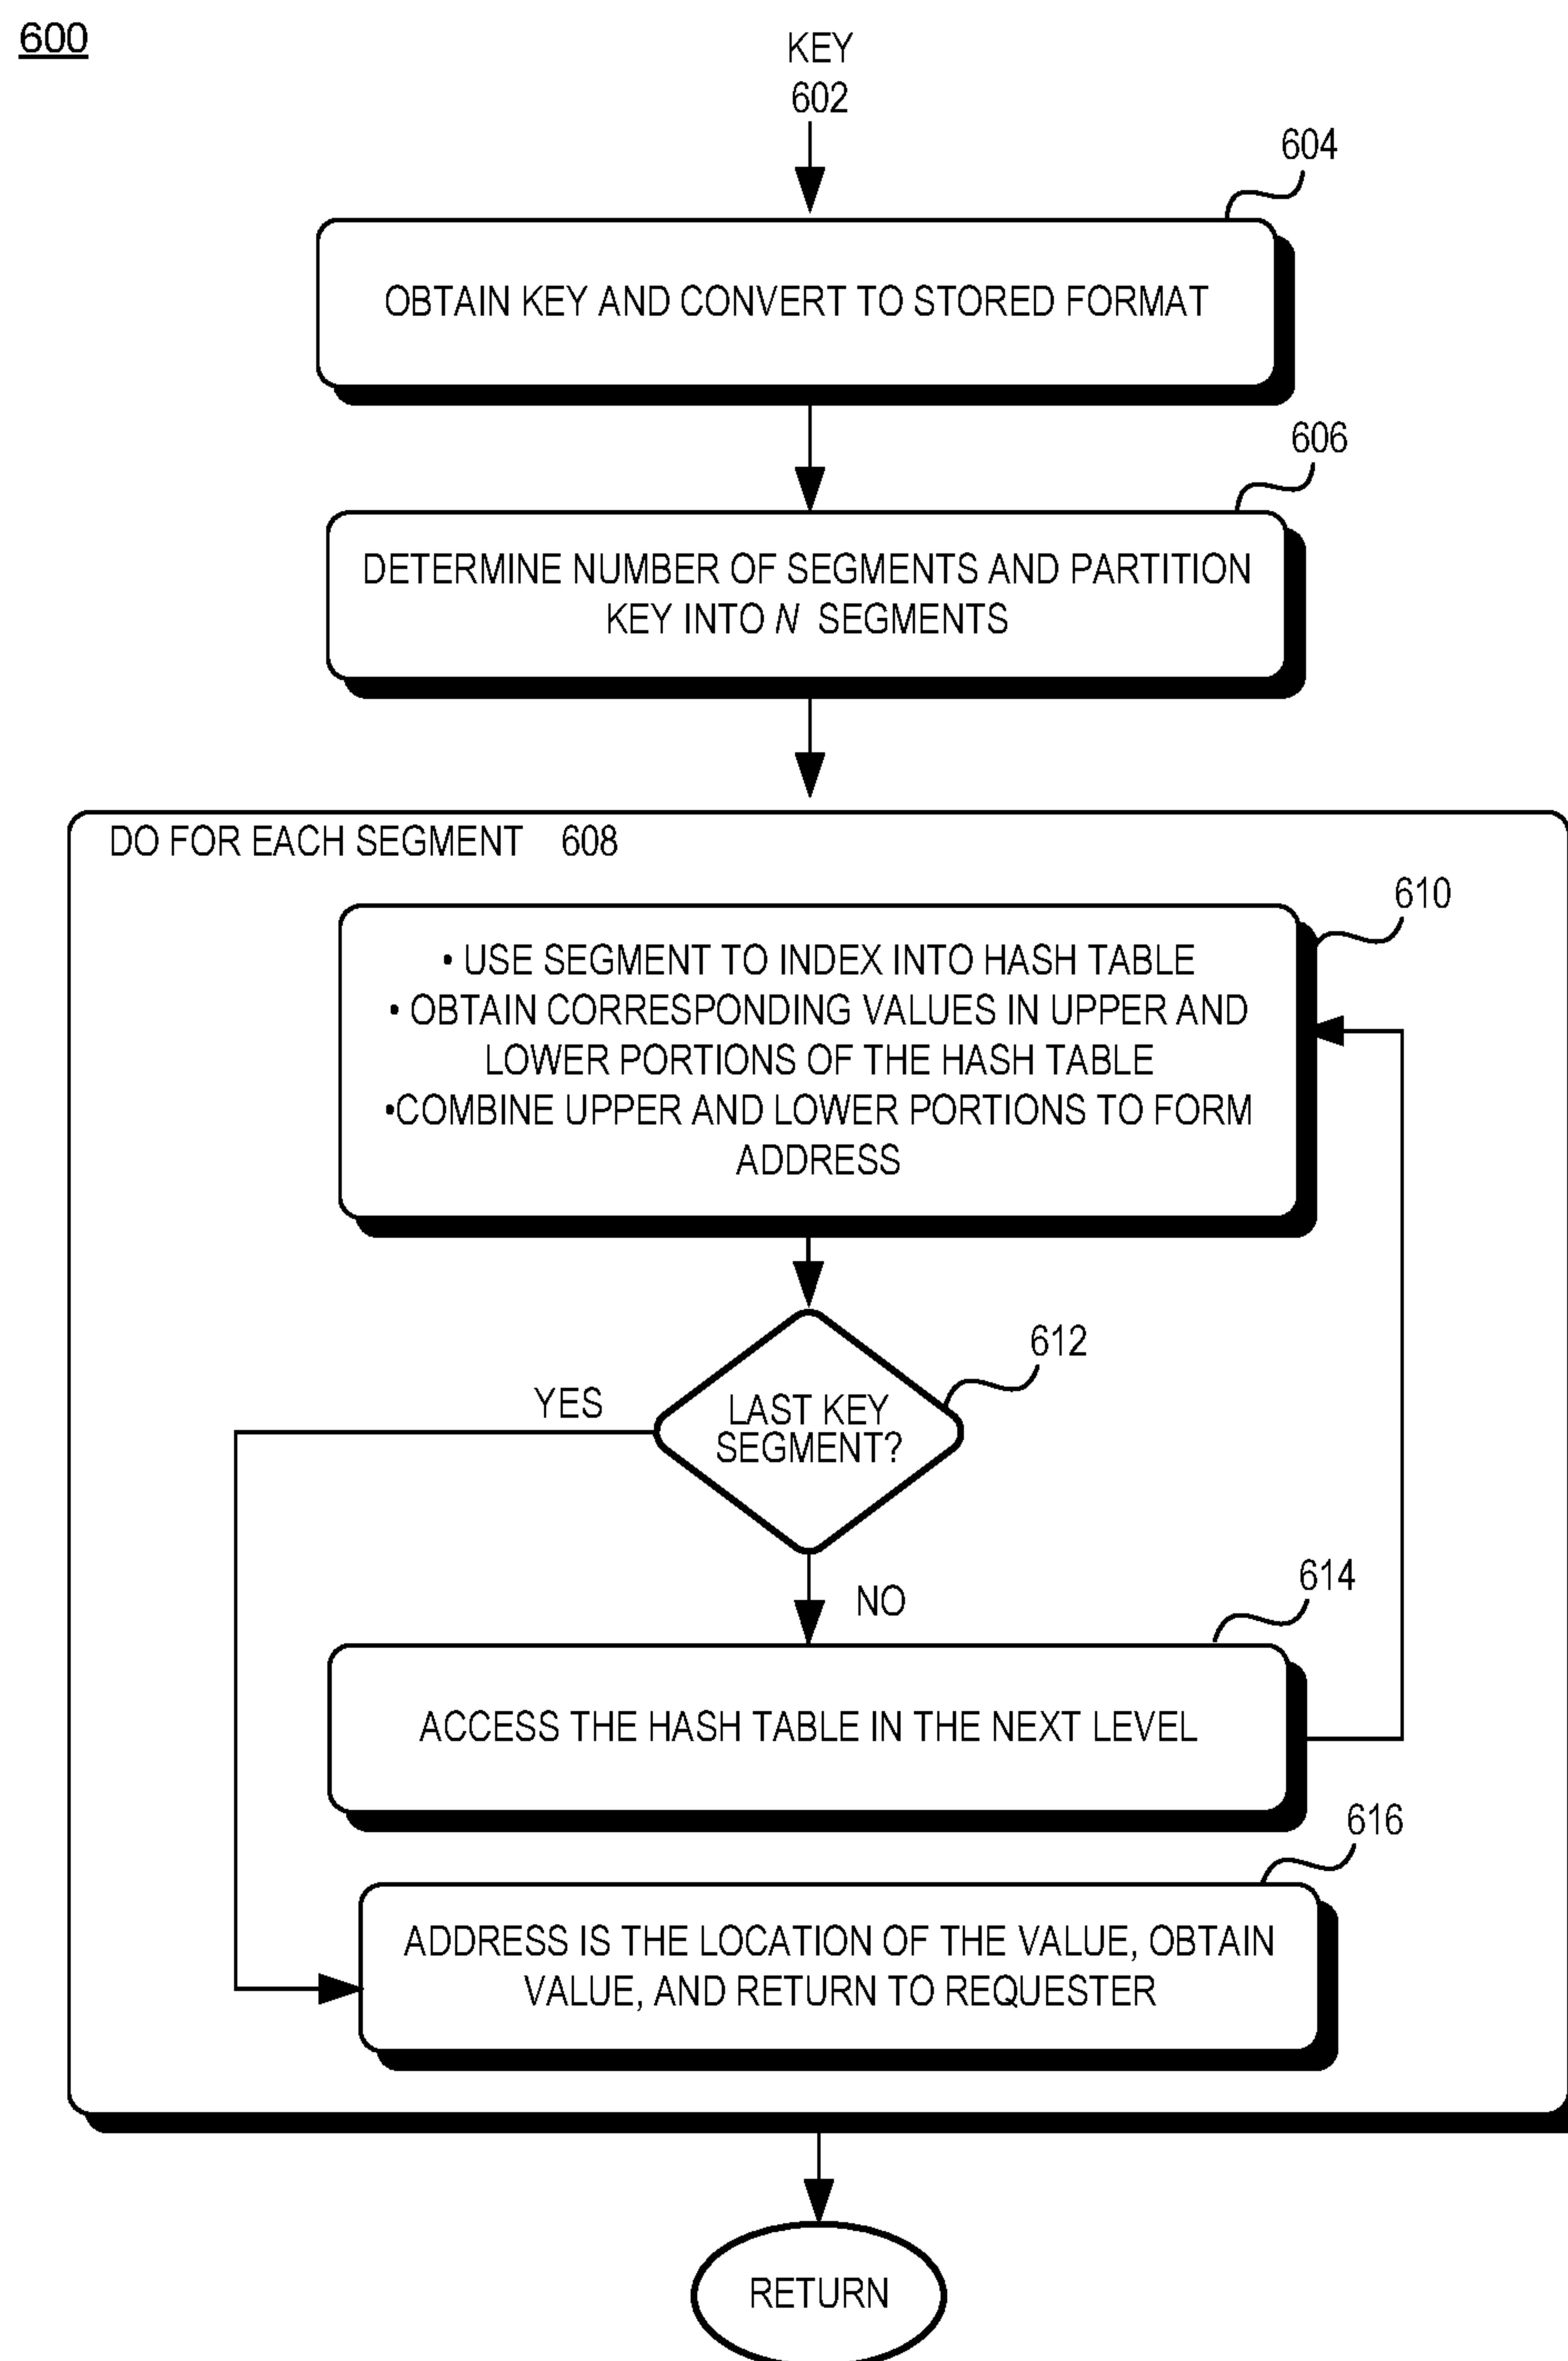 600
KEY
602
604
OBTAIN KEY AND CONVERT TO STORED FORMAT
606
DETERMINE NUMBER OF SEGMENTS AND PARTITION
KEY INTO N SEGMENTS
DO FOR EACH SEGMENT 608
610
• USE SEGMENT TO INDEX INTO HASH TABLE
• OBTAIN CORRESPONDING VALUES IN UPPER AND
LOWER PORTIONS OF THE HASH TABLE
•COMBINE UPPER AND LOWER PORTIONS TO FORM
ADDRESS
612
YES
LAST KEY
SEGMENT?
NO
614
ACCESS THE HASH TABLE IN THE NEXT LEVEL
616
ADDRESS IS THE LOCATION OF THE VALUE, OBTAIN
VALUE, AND RETURN TO REQUESTER
RETURN